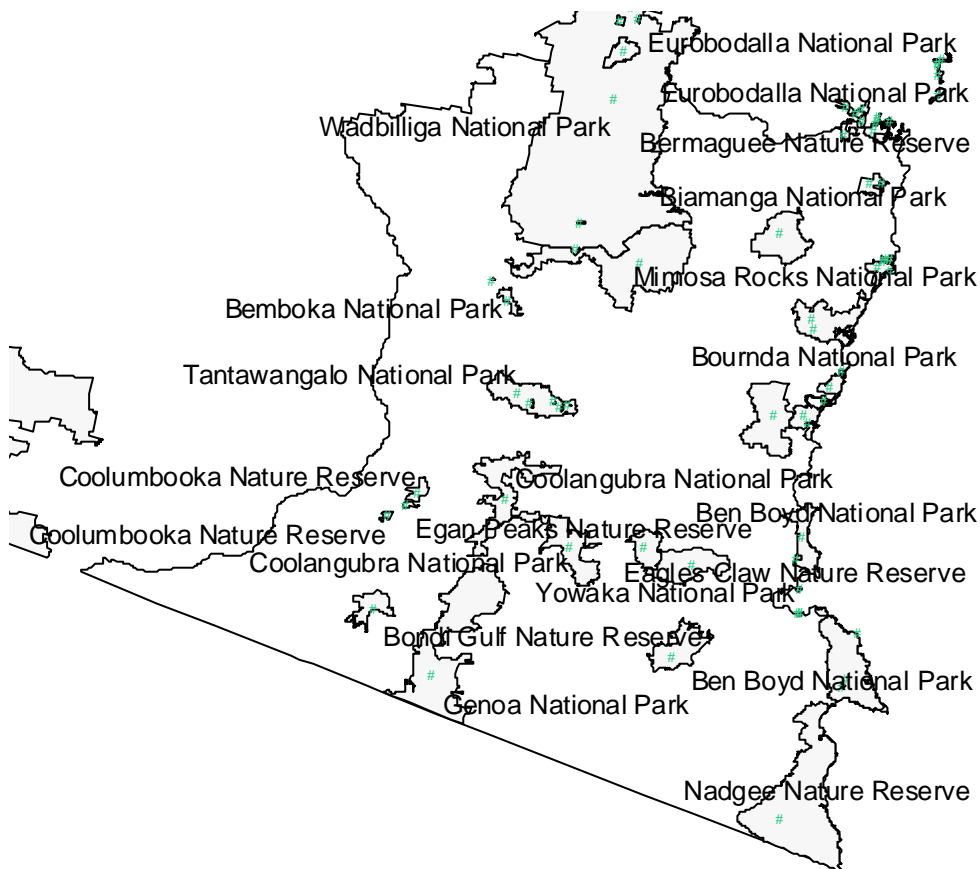 Eurobodalla National Park
Eurobodalla National Park
Wadbilliga National Park
Bermaguee Nature Reserve
Biamanga National Park
Mimosa Rocks National Park
Bemboka National Park
Bournda National Park
Tantawangalo National Park
Coolumbooka Nature Reserve
Coolangubra National Park
Ben Boyd National Park
Egan Peaks Nature Reserve
Coolumbooka Nature Reserve
Coolangubra National Park
Eagles Claw Nature Reserve
Yowaka National Park
Bondi Gulf Nature Reserve
Ben Boyd National Park
Genoa National Park
Nadgee Nature Reserve